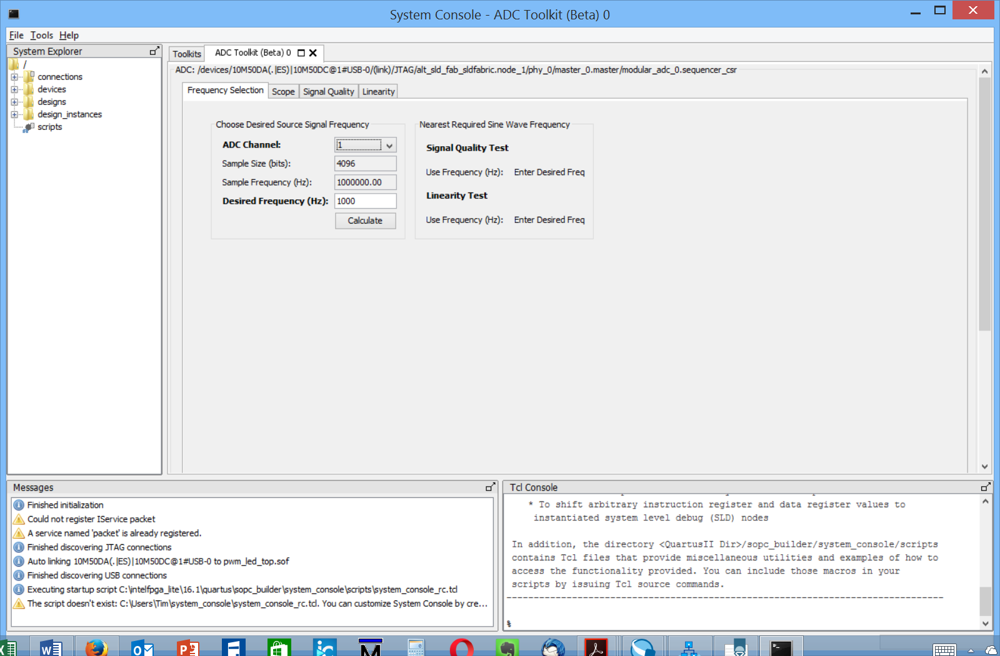 System Console - ADC Toolkit (Beta) 0
File Tools Help
System Explorer
/
connections
devices
designs
design_instances
scripts
Toolkits
ADC Toolkit (Beta) 0
ADC: /devices/10M50DA(.|ES)|10M50DC@1#USB-0/(link)/JTAG/alt_sld_fab_sldfabric.node_1/phy_0/master_0.master/modular_adc_0.sequencer_csr
Frequency Selection
Scope
Signal Quality
Linearity
Choose Desired Source Signal Frequency
ADC Channel: 1
Sample Size (bits): 4096
Sample Frequency (Hz): 1000000.00
Desired Frequency (Hz): 1000
Calculate
Nearest Required Sine Wave Frequency
Signal Quality Test
Use Frequency (Hz): Enter Desired Freq
Linearity Test
Use Frequency (Hz): Enter Desired Freq
Messages
Finished initialization
Could not register IService packet
A service named 'packet' is already registered.
Finished discovering JTAG connections
Auto linking 10M50DA(.|ES)|10M50DC@1#USB-0 to pwm_led_top.sof
Finished discovering USB connections
Executing startup script C:\intelfpga_lite\16.1\quartus\sopc_builder\system_console\scripts\system_console_rc.tcl
The script doesn't exist: C:\Users\Tim\system_console\system_console_rc.tcl. You can customize System Console by cre...
Tcl Console
* To shift arbitrary instruction register and data register values to
instantiated system level debug (SLD) nodes
In addition, the directory <QuartusII Dir>/sopc_builder/system_console/scripts
contains Tcl files that provide miscellaneous utilities and examples of how to
access the functionality provided. You can include those macros in your
scripts by issuing Tcl source commands.
--------------------------------------------------------------------------------
%